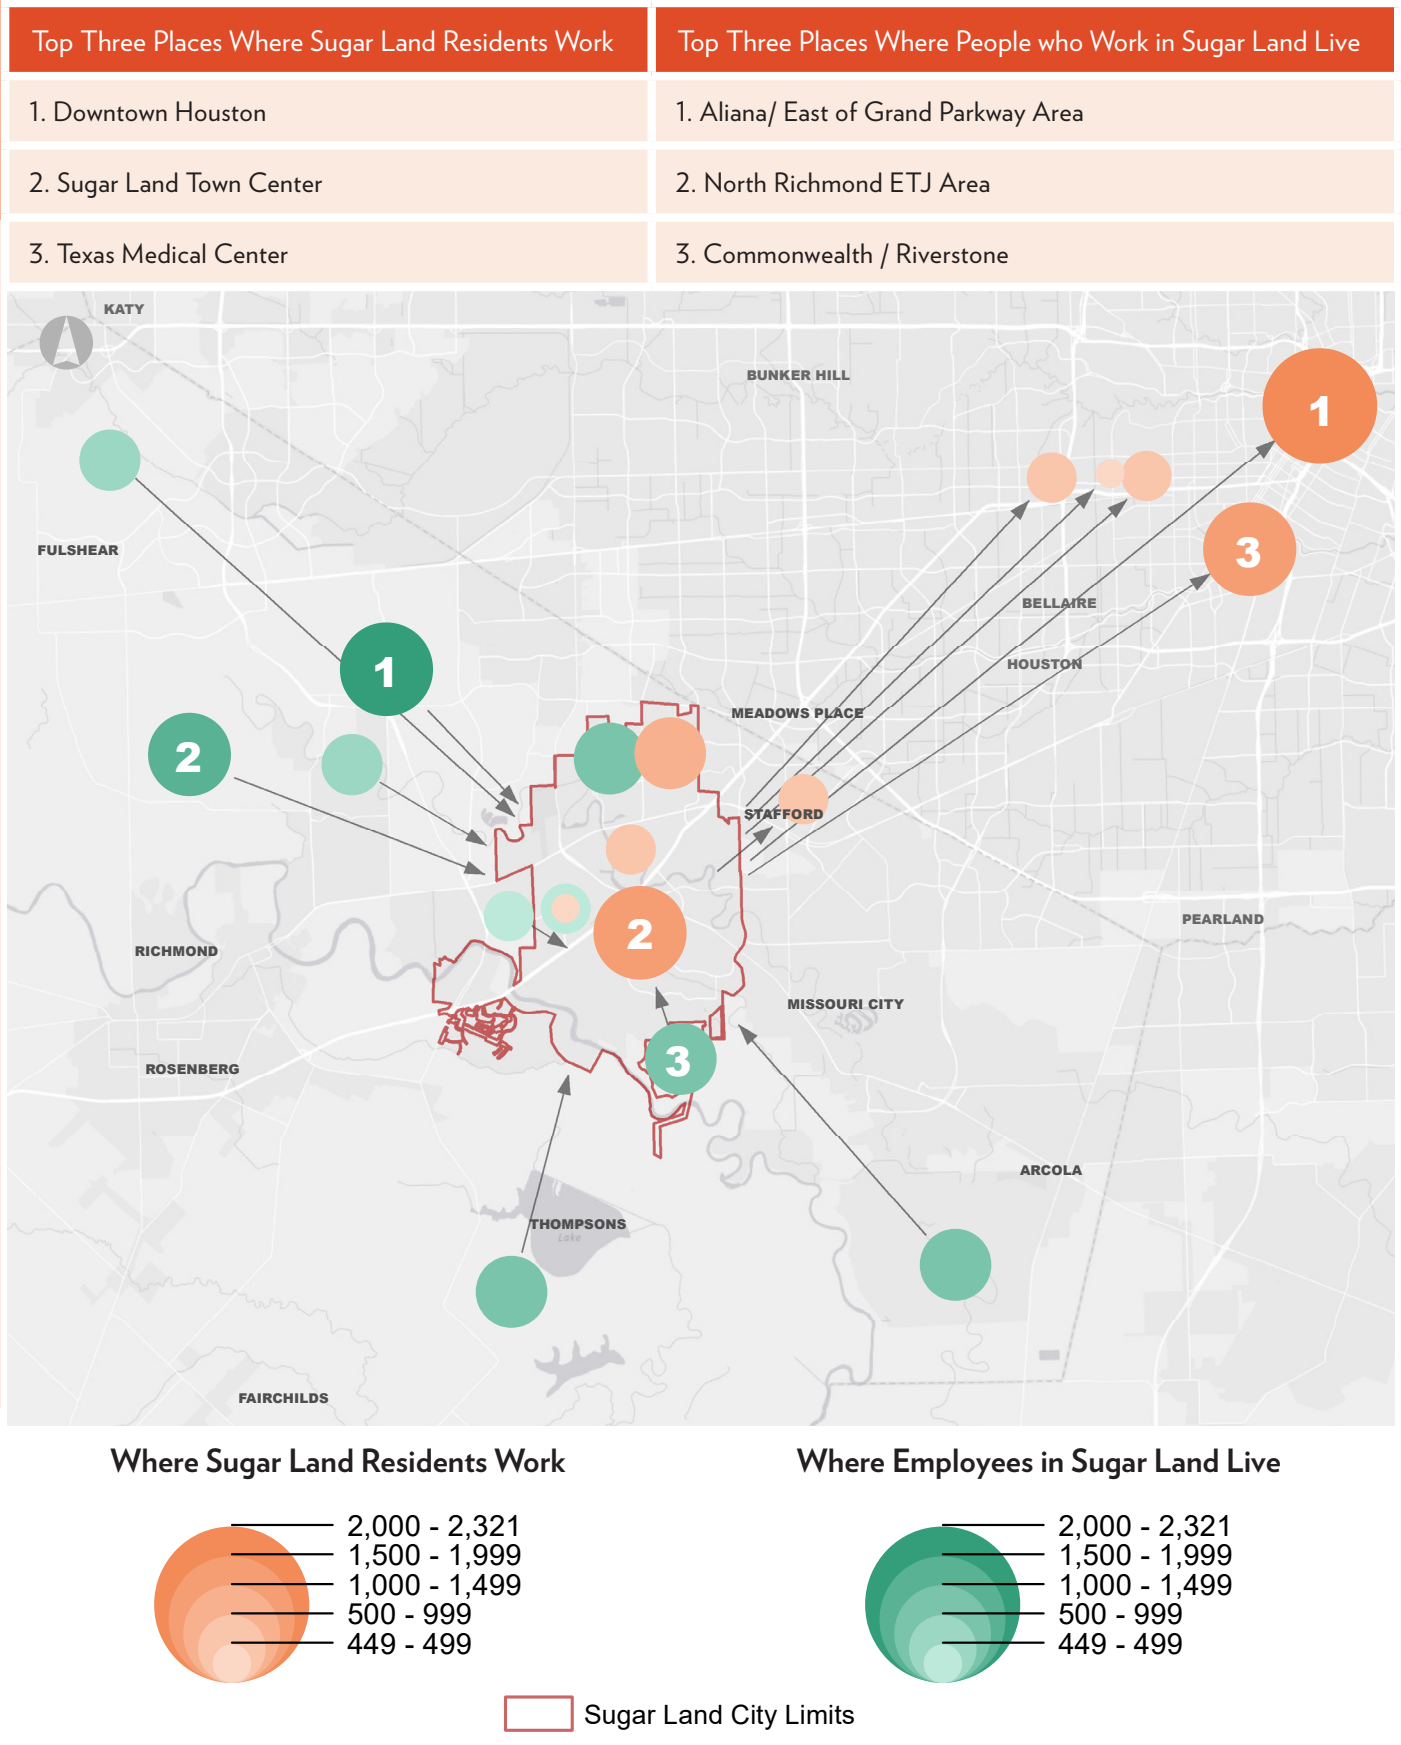 Top Three Places Where Sugar Land Residents Work
Top Three Places Where People who Work in Sugar Land Live
1. Downtown Houston
1. Aliana/ East of Grand Parkway Area
2. Sugar Land Town Center
2. North Richmond ETJ Area
3. Texas Medical Center
3. Commonwealth / Riverstone
KATY
BUNKER HILL
1
FULSHEAR
3
BELLAIRE
HOUSTON
1
MEADOWS PLACE
2
STAFFORD
2
PEARLAND
RICHMOND
MISSOURI CITY
3
ROSENBERG
ARCOLA
THOMPSONS
Lake
FAIRCHILDS
Where Sugar Land Residents Work
2,000 - 2,321
1,500 - 1,999
1,000 - 1,499
500 - 999
449 - 499
Where Employees in Sugar Land Live
2,000 - 2,321
1,500 - 1,999
1,000 - 1,499
500 - 999
449 - 499
Sugar Land City Limits